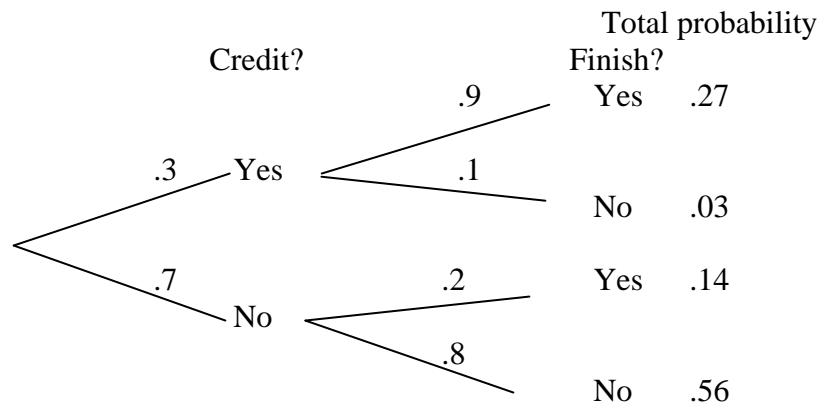 Total probability
Credit? Finish?
.9 Yes .27
.3 Yes .1
No .03
.7 .2 Yes .14
No
.8
No .56